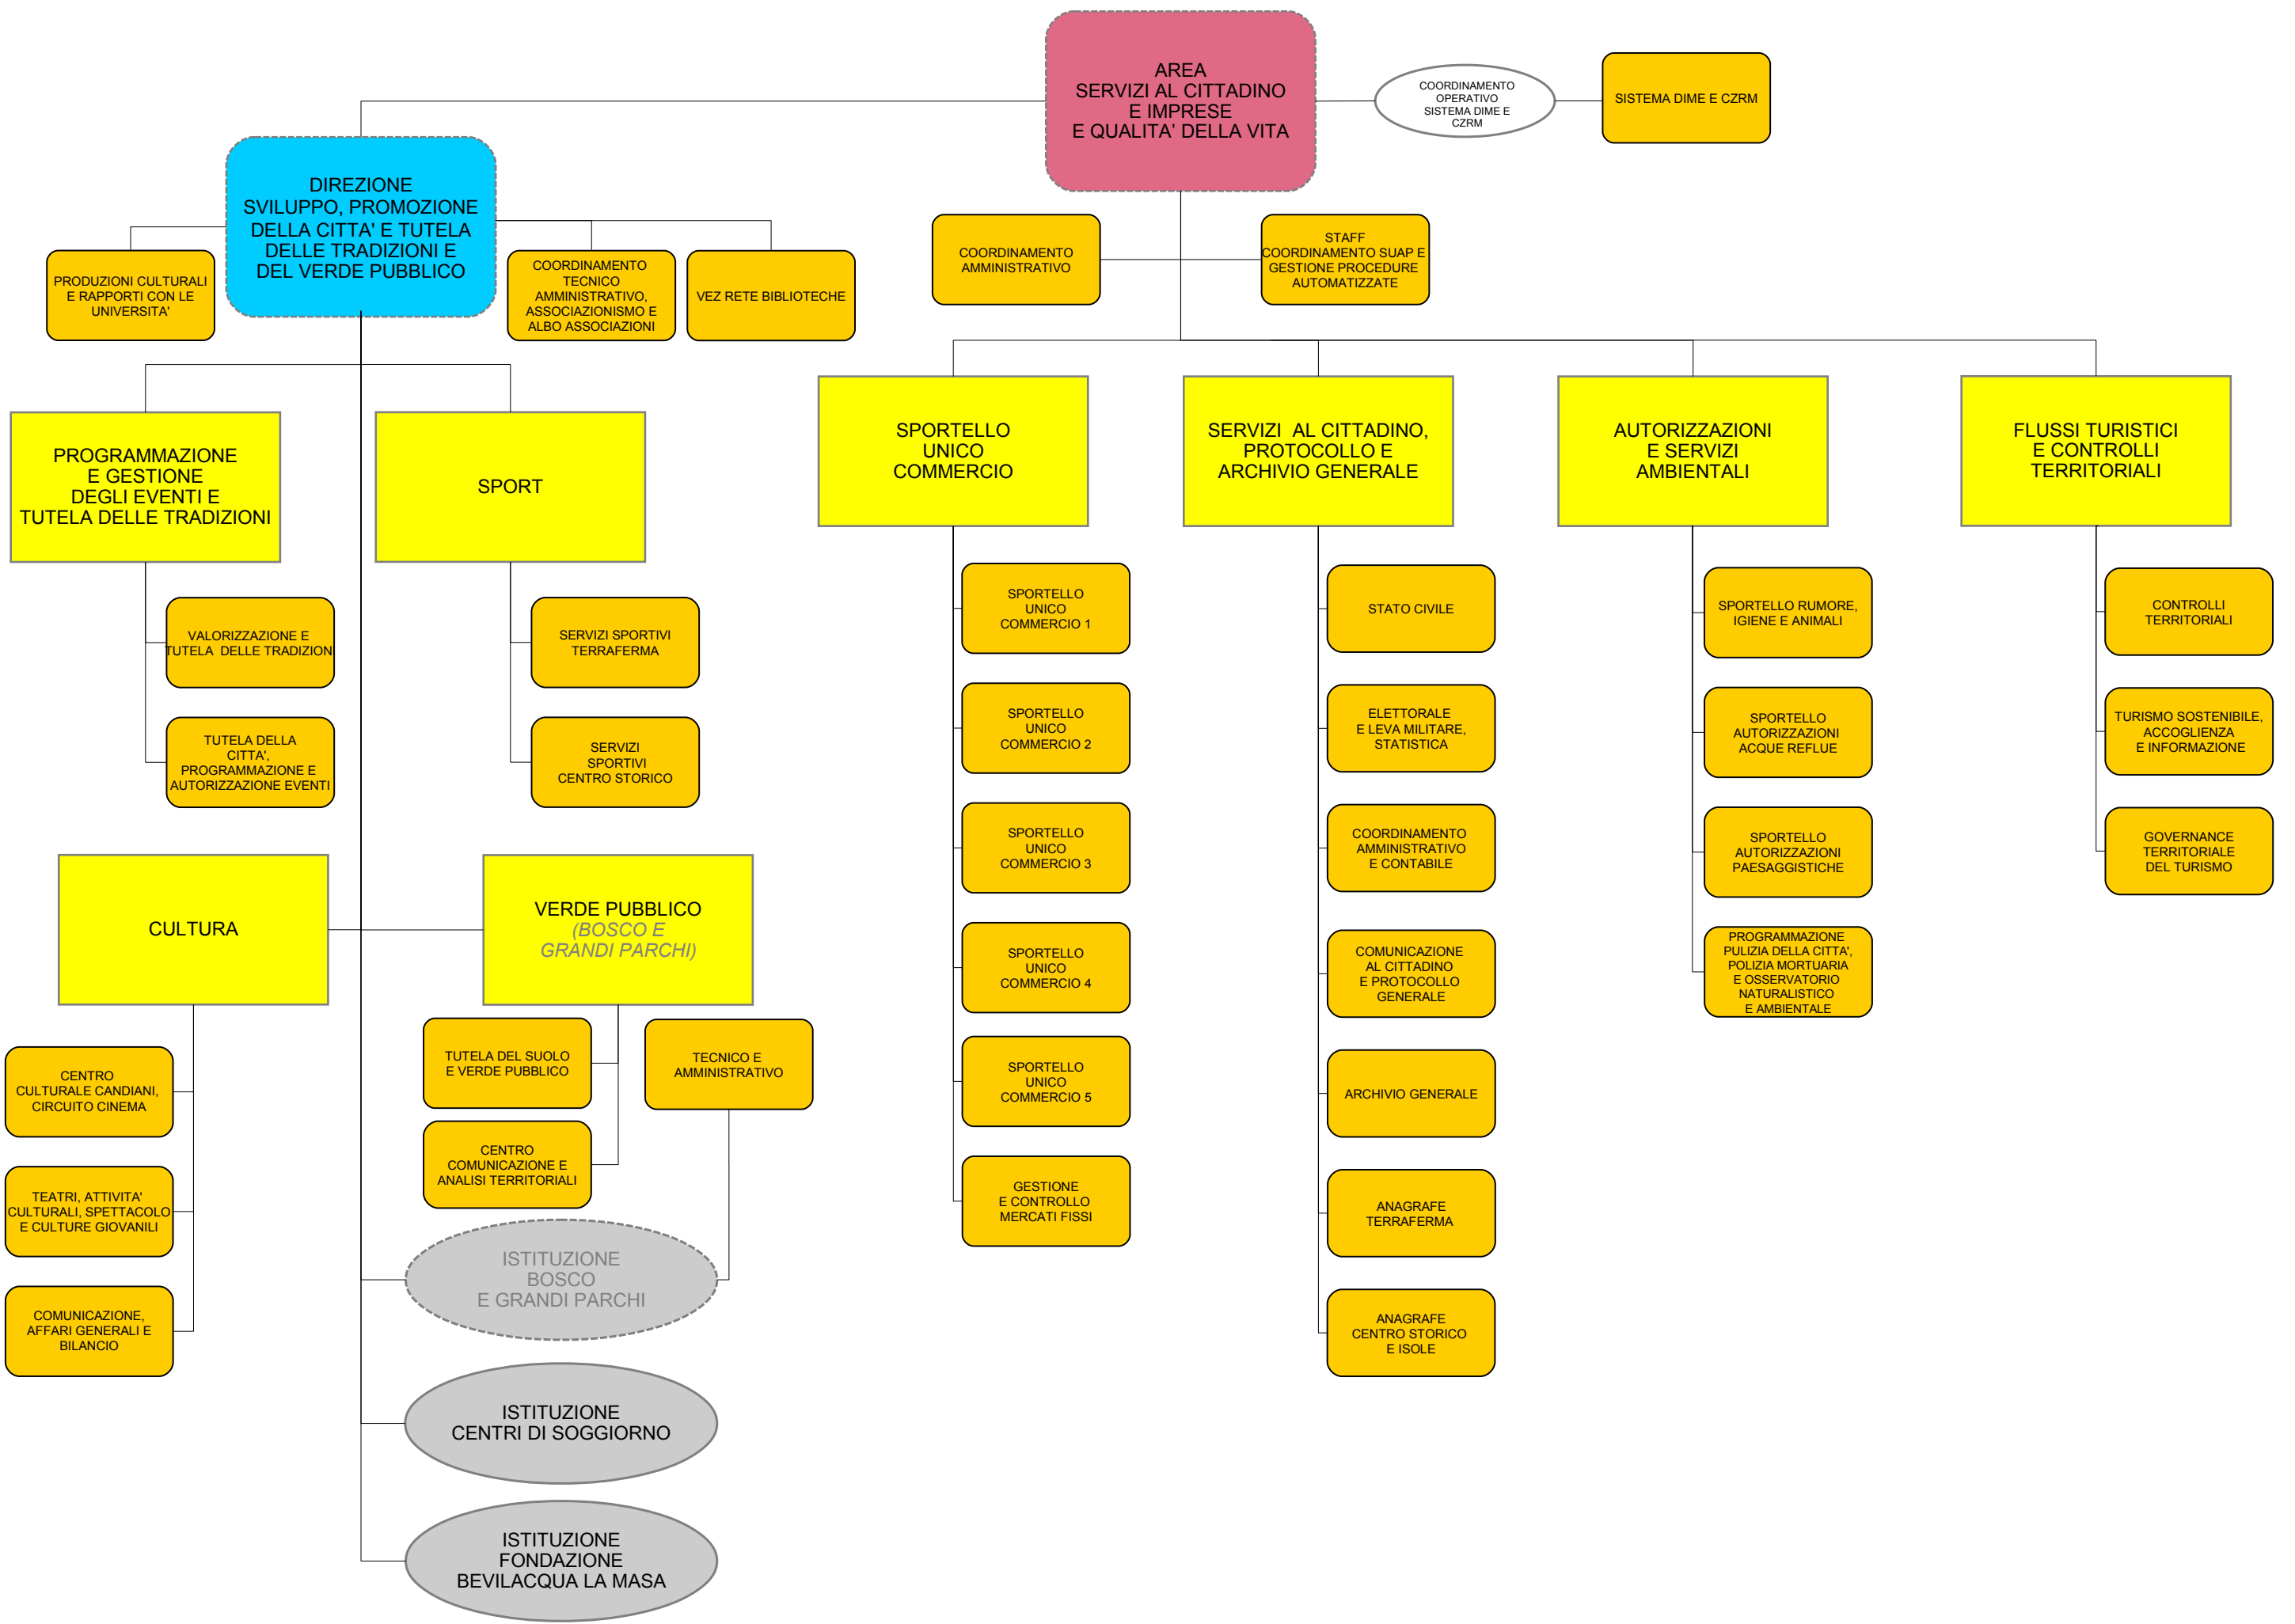 AREA
SERVIZI AL CITTADINO
E IMPRESE
E QUALITA' DELLA VITA
COORDINAMENTO
OPERATIVO
SISTEMA DIME E
CZRM
SISTEMA DIME E CZRM
DIREZIONE
SVILUPPO, PROMOZIONE
DELLA CITTA' E TUTELA
DELLE TRADIZIONI E
DEL VERDE PUBBLICO
PRODUZIONI CULTURALI
E RAPPORTI CON LE
UNIVERSITA'
COORDINAMENTO
TECNICO
AMMINISTRATIVO,
ASSOCIAZIONISMO E
ALBO ASSOCIAZIONI
VEZ RETE BIBLIOTECHE
COORDINAMENTO
AMMINISTRATIVO
STAFF
COORDINAMENTO SUAP E
GESTIONE PROCEDURE
AUTOMATIZZATE
PROGRAMMAZIONE
E GESTIONE
DEGLI EVENTI E
TUTELA DELLE TRADIZIONI
SPORT
SPORTELLO
UNICO
COMMERCIO
SERVIZI AL CITTADINO,
PROTOCOLLO E
ARCHIVIO GENERALE
AUTORIZZAZIONI
E SERVIZI
AMBIENTALI
FLUSSI TURISTICI
E CONTROLLI
TERRITORIALI
VALORIZZAZIONE E
TUTELA DELLE TRADIZION
TUTELA DELLA
CITTA',
PROGRAMMAZIONE E
AUTORIZZAZIONE EVENTI
SERVIZI SPORTIVI
TERRAFERMA
SERVIZI
SPORTIVI
CENTRO STORICO
CULTURA
VERDE PUBBLICO
(BOSCO E
GRANDI PARCHI)
CENTRO
CULTURALE CANDIANI,
CIRCUITO CINEMA
TEATRI, ATTIVITA'
CULTURALI, SPETTACOLO
E CULTURE GIOVANILI
COMUNICAZIONE,
AFFARI GENERALI E
BILANCIO
TUTELA DEL SUOLO
E VERDE PUBBLICO
TECNICO E
AMMINISTRATIVO
CENTRO
COMUNICAZIONE E
ANALISI TERRITORIALI
ISTITUZIONE
BOSCO
E GRANDI PARCHI
ISTITUZIONE
CENTRI DI SOGGIORNO
ISTITUZIONE
FONDAZIONE
BEVILACQUA LA MASA
SPORTELLO
UNICO
COMMERCIO 1
SPORTELLO
UNICO
COMMERCIO 2
SPORTELLO
UNICO
COMMERCIO 3
SPORTELLO
UNICO
COMMERCIO 4
SPORTELLO
UNICO
COMMERCIO 5
GESTIONE
E CONTROLLO
MERCATI FISSI
STATO CIVILE
ELETTORALE
E LEVA MILITARE,
STATISTICA
COORDINAMENTO
AMMINISTRATIVO
E CONTABILE
COMUNICAZIONE
AL CITTADINO
E PROTOCOLLO
GENERALE
ARCHIVIO GENERALE
ANAGRAFE
TERRAFERMA
ANAGRAFE
CENTRO STORICO
E ISOLE
SPORTELLO RUMORE,
IGIENE E ANIMALI
SPORTELLO
AUTORIZZAZIONI
ACQUE REFLUE
SPORTELLO
AUTORIZZAZIONI
PAESAGGISTICHE
PROGRAMMAZIONE
PULIZIA DELLA CITTA',
POLIZIA MORTUARIA
E OSSERVATORIO
NATURALISTICO
E AMBIENTALE
CONTROLLI
TERRITORIALI
TURISMO SOSTENIBILE,
ACCOGLIENZA
E INFORMAZIONE
GOVERNANCE
TERRITORIALE
DEL TURISMO